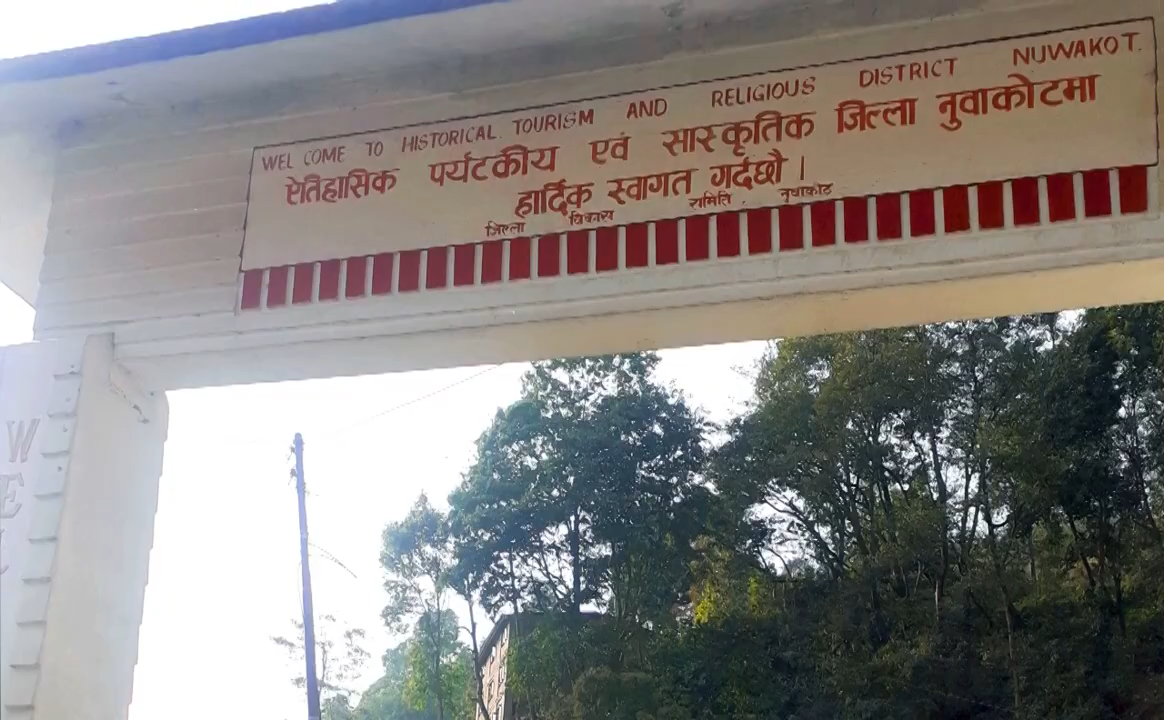 WEL COME TO HISTORICAL TOURISM AND RELIGIOUS DISTRICT NUWAKOT.
ऐतिहासिक पर्यटकीय एवं सास्कृतिक जिल्ला नुवाकोटमा
हार्दिक स्वागत गर्दछौ ।
जिल्ला विकास समिति, नुवाकोट
W
E